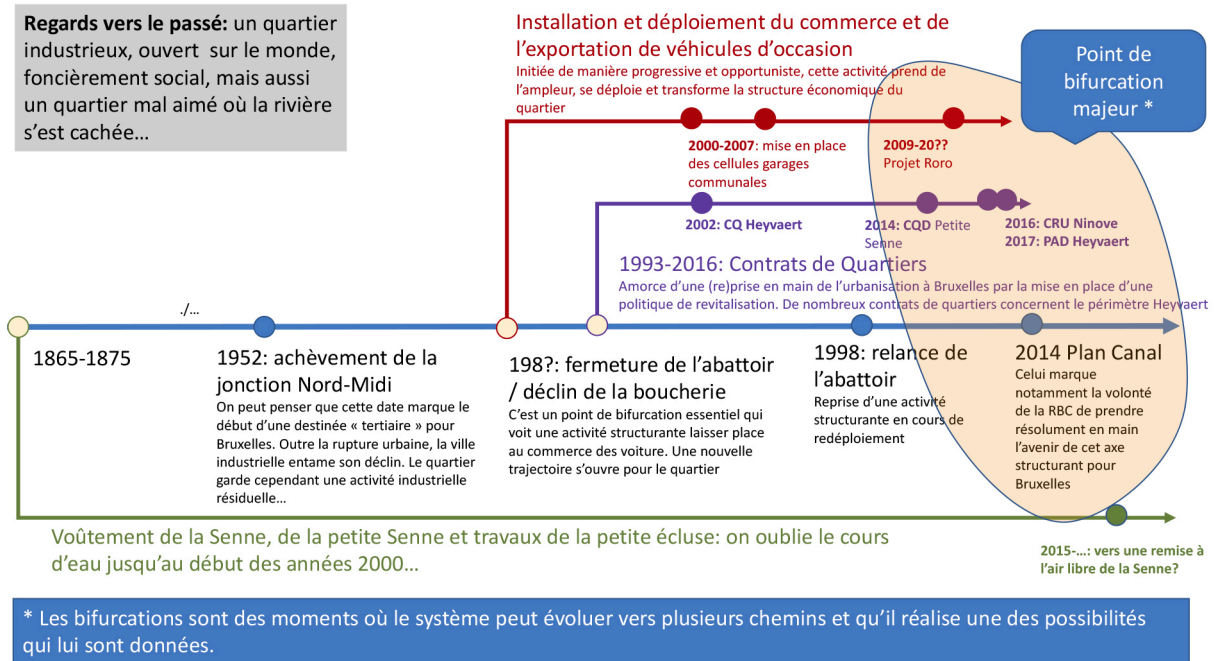 Regards vers le passé: un quartier
industrieux, ouvert sur le monde,
foncièrement social, mais aussi
un quartier mal aimé où la rivière
s'est cachée…
Installation et déploiement du commerce et de
l'exportation de véhicules d'occasion
Initiée de manière progressive et opportuniste, cette activité prend de
l'ampleur, se déploie et transforme la structure économique du
quartier
Point de
bifurcation
majeur *
2000-2007: mise en place
des cellules garages
communales
2009-20??
Projet Roro
2002: CQ Heyvaert
2014: CQD Petite
Senne
2016: CRU Ninove
2017: PAD Heyvaert
1993-2016: Contrats de Quartiers
Amorce d'une (re)prise en main de l'urbanisation à Bruxelles par la mise en place d'une
politique de revitalisation. De nombreux contrats de quartiers concernent le périmètre Heyvaert
./…
1865-1875
1952: achèvement de la
jonction Nord-Midi
On peut penser que cette date marque le
début d'une destinée « tertiaire » pour
Bruxelles. Outre la rupture urbaine, la ville
industrielle entame son déclin. Le quartier
garde cependant une activité industrielle
résiduelle…
198?: fermeture de l'abattoir
/ déclin de la boucherie
C'est un point de bifurcation essentiel qui
voit une activité structurante laisser place
au commerce des voiture. Une nouvelle
trajectoire s'ouvre pour le quartier
1998: relance de
l'abattoir
Reprise d'une activité
structurante en cours de
redéploiement
2014 Plan Canal
Celui marque
notamment la volonté
de la RBC de prendre
résolument en main
l'avenir de cet axe
structurant pour
Bruxelles
Voûtement de la Senne, de la petite Senne et travaux de la petite écluse: on oublie le cours
d'eau jusqu'au début des années 2000…
2015-…: vers une remise à
l'air libre de la Senne?
* Les bifurcations sont des moments où le système peut évoluer vers plusieurs chemins et qu'il réalise une des possibilités
qui lui sont données.